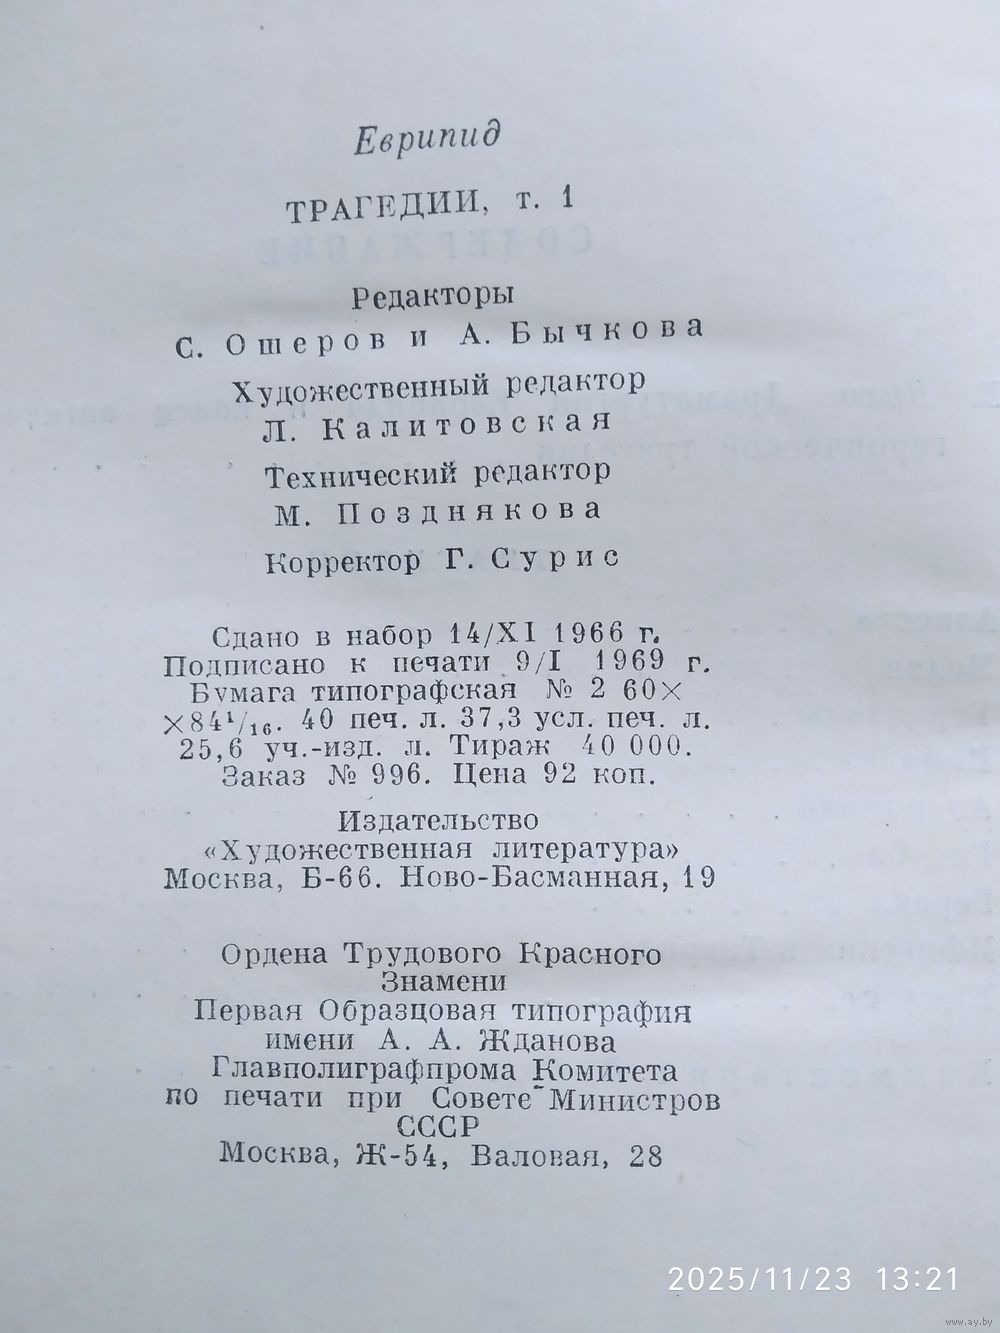 Еврипид
ТРАГЕДИИ, т. 1
Редакторы
С. Ошеров и А. Бычкова
Художественный редактор
Л. Калитовская
Технический редактор
М. Позднякова
Корректор Г. Сурис
Сдано в набор 14/XI 1966 г.
Подписано к печати 9/I 1969 г.
Бумага типографская № 2 60×
×84¹/₁₆. 40 печ. л. 37,3 усл. печ. л.
25,6 уч.-изд. л. Тираж 40 000.
Заказ № 996. Цена 92 коп.
Издательство
«Художественная литература»
Москва, Б-66. Ново-Басманная, 19
Ордена Трудового Красного
Знамени
Первая Образцовая типография
имени А. А. Жданова
Главполиграфпрома Комитета
по печати при Совете Министров
СССР
Москва, Ж-54, Валовая, 28
2025/11/23 13:21
www.ay.by